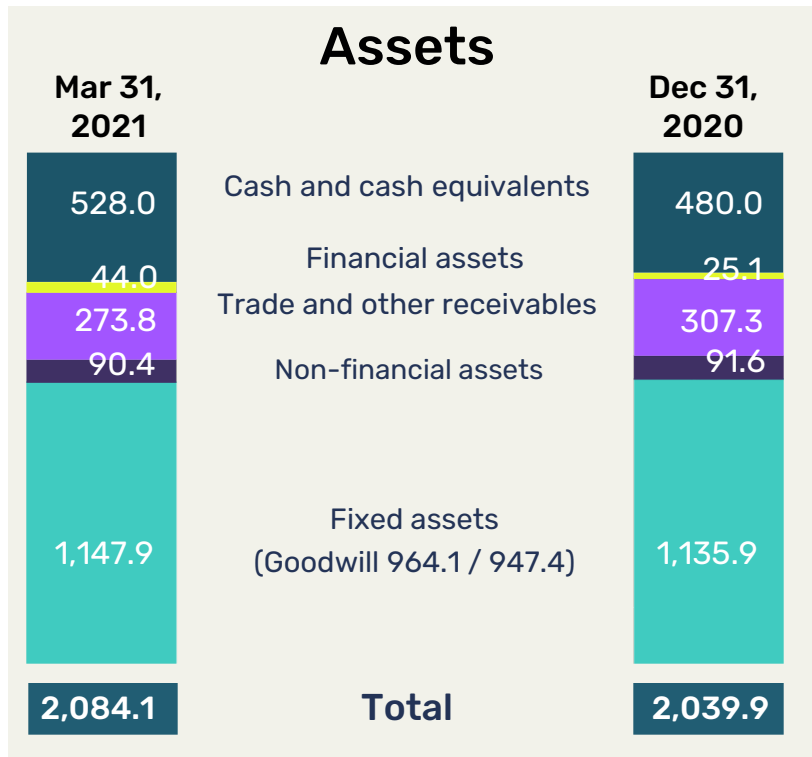 Assets
Mar 31,
2021
Dec 31,
2020
528.0
Cash and cash equivalents
480.0
44.0
Financial assets
25.1
273.8
Trade and other receivables
307.3
90.4
Non-financial assets
91.6
1,147.9
Fixed assets
(Goodwill 964.1 / 947.4)
1,135.9
2,084.1
Total
2,039.9